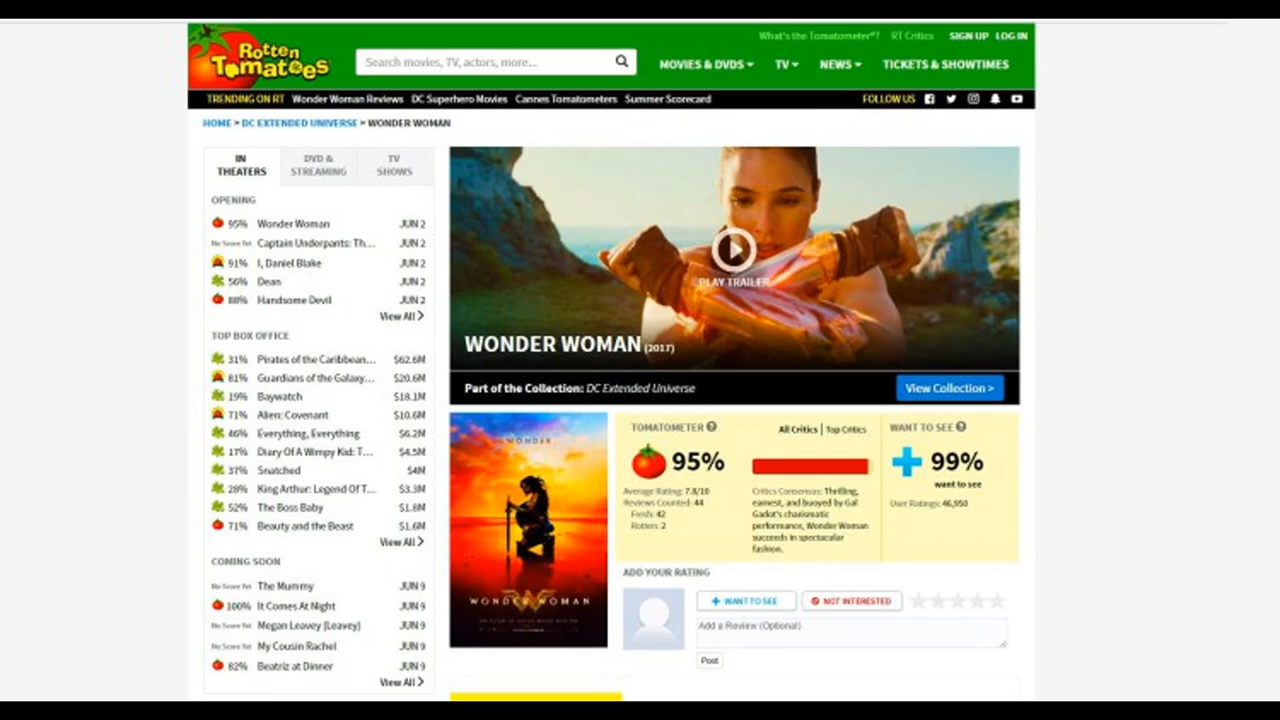 What's the Tomatometer®? RT Critics SIGN UP LOG IN
Rotten
Tomatoes
Search movies, TV, actors, more...
MOVIES & DVDS TV NEWS TICKETS & SHOWTIMES
TRENDING ON RT Wonder Woman Reviews DC Superhero Movies Cannes Tomatometers Summer Scorecard FOLLOW US
HOME > DC EXTENDED UNIVERSE > WONDER WOMAN
IN THEATERS
DVD & STREAMING
TV SHOWS
OPENING
95% Wonder Woman JUN 2
No Score Yet Captain Underpants: Th... JUN 2
91% I, Daniel Blake JUN 2
56% Dean JUN 2
88% Handsome Devil JUN 2
View All
TOP BOX OFFICE
31% Pirates of the Caribbean... $62.6M
81% Guardians of the Galaxy... $20.6M
19% Baywatch $18.1M
71% Alien: Covenant $10.6M
46% Everything, Everything $6.2M
17% Diary Of A Wimpy Kid: T... $4.5M
37% Snatched $4M
28% King Arthur: Legend Of T... $3.3M
52% The Boss Baby $1.8M
71% Beauty and the Beast $1.6M
View All
COMING SOON
No Score Yet The Mummy JUN 9
100% It Comes At Night JUN 9
No Score Yet Megan Leavey (Leavey) JUN 9
No Score Yet My Cousin Rachel JUN 9
82% Beatriz at Dinner JUN 9
View All
PLAY TRAILER
WONDER WOMAN (2017)
Part of the Collection: DC Extended Universe
View Collection >
WONDER
WONDER WOMAN
TOMATOMETER
95%
Average Rating: 7.8/10
Reviews Counted: 44
Fresh: 42
Rotten: 2
All Critics | Top Critics
Critics Consensus: Thrilling,
earnest, and buoyed by Gal
Gadot's charismatic
performance, Wonder Woman
succeeds in spectacular
fashion.
WANT TO SEE
99%
want to see
User Ratings: 46,950
ADD YOUR RATING
WANT TO SEE
NOT INTERESTED
Add a Review (Optional)
Post